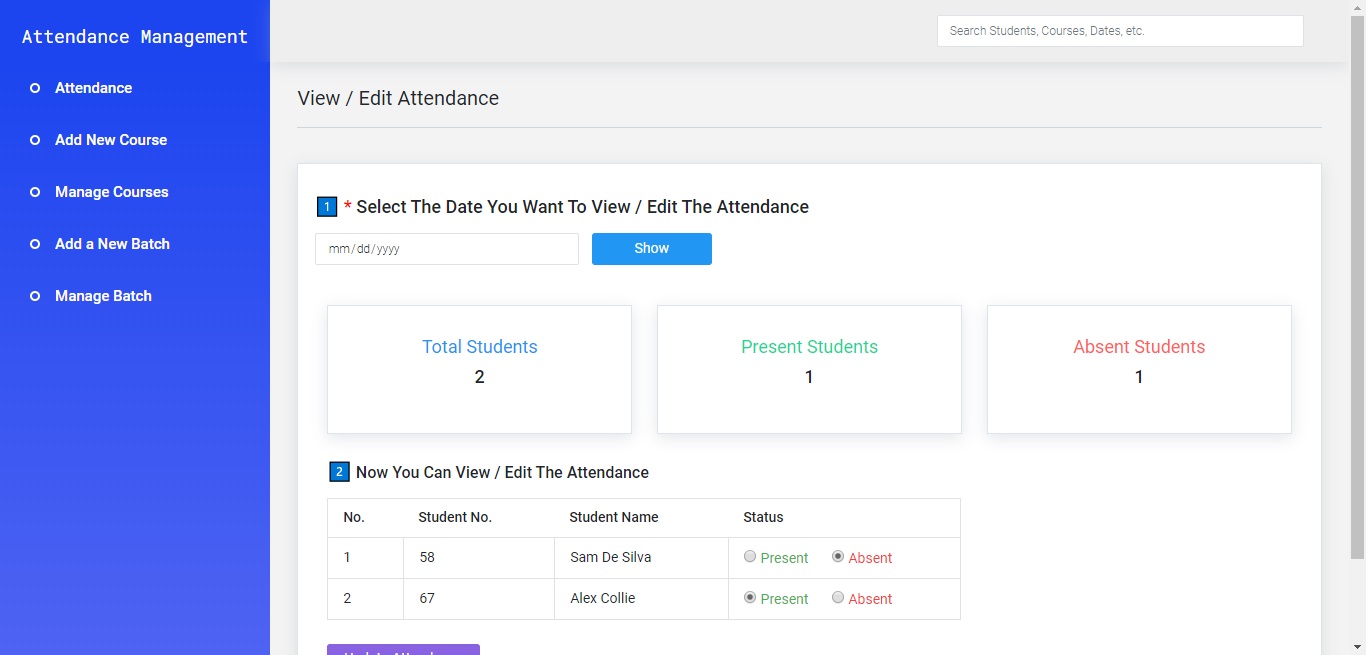 Attendance Management
Search Students, Courses, Dates, etc.
Attendance
Add New Course
Manage Courses
Add a New Batch
Manage Batch
View / Edit Attendance
1 * Select The Date You Want To View / Edit The Attendance
mm/dd/yyyy Show
Total Students Present Students Absent Students
2 1 1
2 Now You Can View / Edit The Attendance
No. Student No. Student Name Status
1 58 Sam De Silva Present Absent
2 67 Alex Collie Present Absent